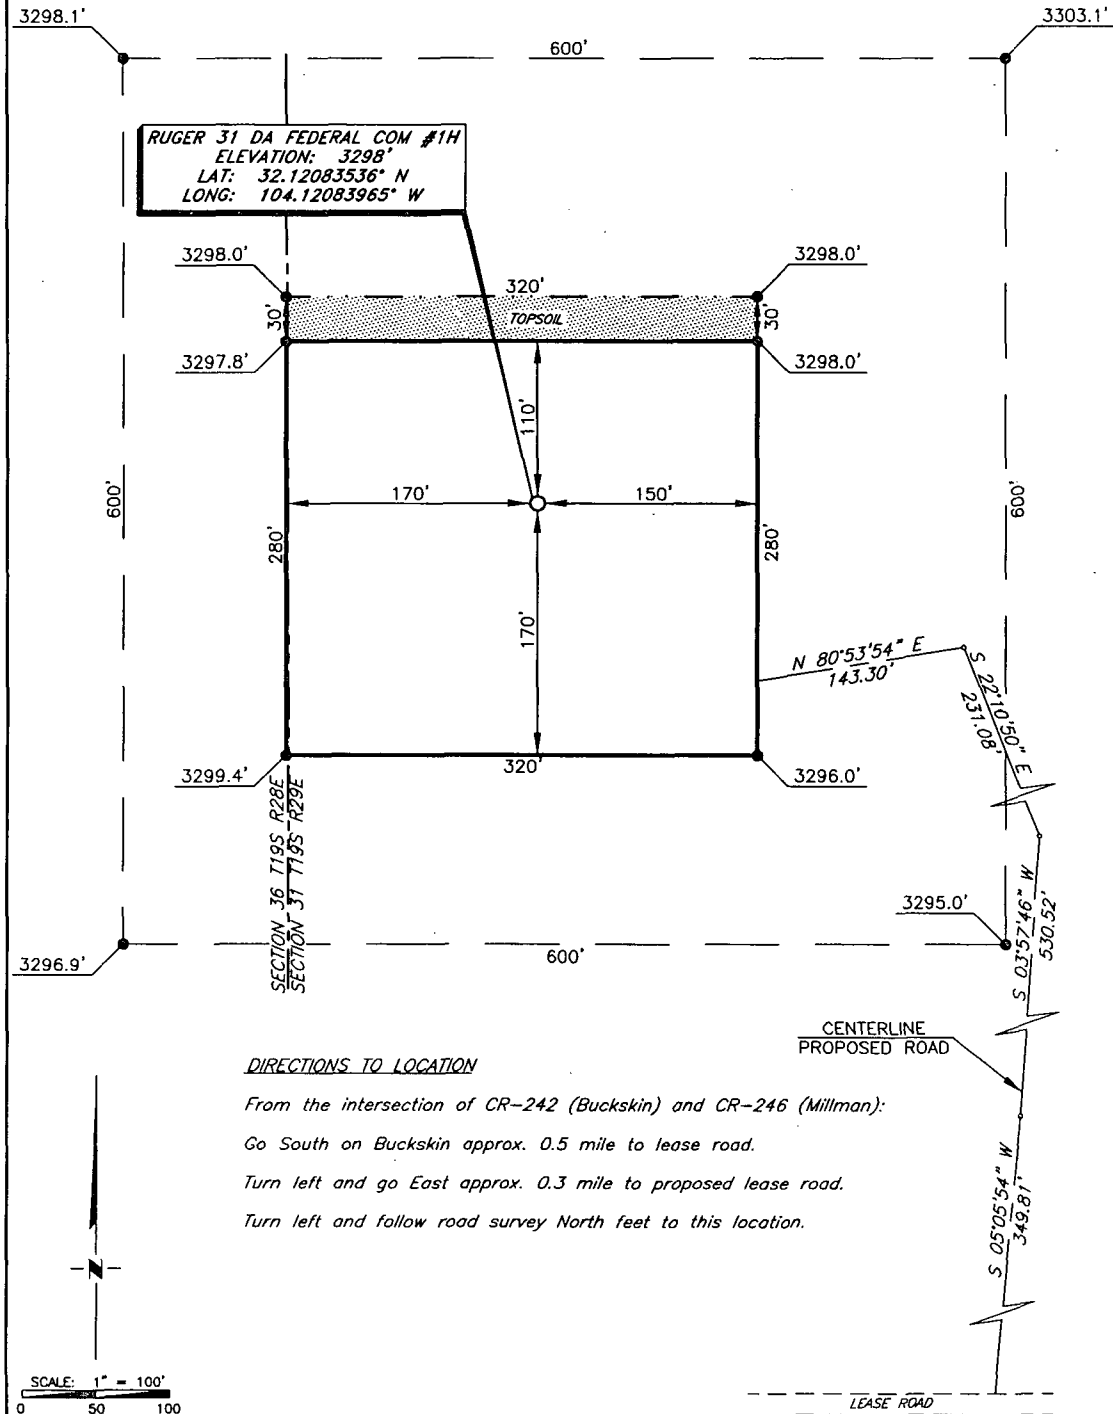 3298.1'
3303.1'
600'
RUGER 31 DA FEDERAL COM #1H
ELEVATION: 3298'
LAT: 32.12083536° N
LONG: 104.12083965° W
3298.0'
3298.0'
320'
30'
TOPSOIL
30'
3297.8'
3298.0'
110'
600'
170'
150'
600'
280'
280'
170'
N 80°53'54" E
143.30'
S 22°10'50" E
231.08'
3299.4'
320'
3296.0'
SECTION 36 T19S R28E
SECTION 31 T19S R29E
3295.0'
S 03°57'46" W
530.52'
3296.9'
600'
CENTERLINE
PROPOSED ROAD
DIRECTIONS TO LOCATION
From the intersection of CR-242 (Buckskin) and CR-246 (Millman):
Go South on Buckskin approx. 0.5 mile to lease road.
Turn left and go East approx. 0.3 mile to proposed lease road.
Turn left and follow road survey North feet to this location.
S 05°05'54" W
349.81'
N
SCALE: 1" = 100'
0 50 100
LEASE ROAD